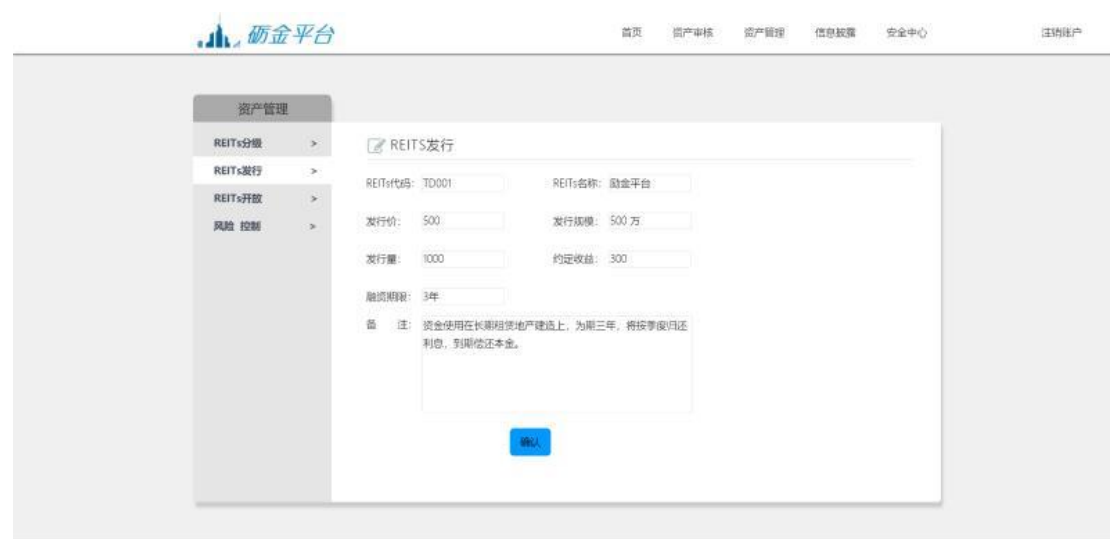 砺金平台
首页 资产审核 资产管理 信息披露 安全中心 注销账户
资产管理
REITs分级 >
REITs发行 >
REITs开放 >
风险 控制 >
REITS发行
REITs代码: TD001 REITs名称: 励金平台
发行价: 500 发行规模: 500 万
发行量: 1000 约定收益: 300
融资期限: 3年
备 注: 资金使用在长期租赁地产建造上，为期三年，将按季度归还
利息，到期偿还本金。
确认